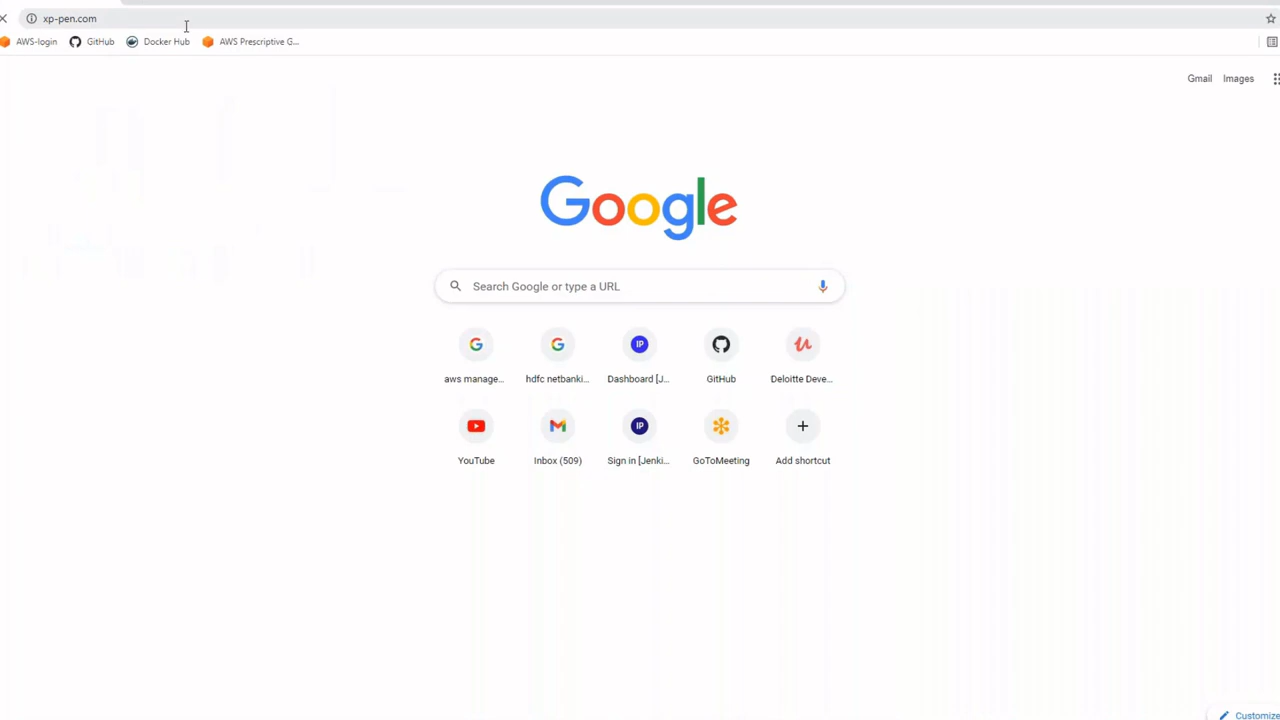 xp-pen.com
AWS-login GitHub Docker Hub AWS Prescriptive G...
Gmail Images
Google
Search Google or type a URL
aws manage... hdfc netbanki... Dashboard [J... GitHub Deloitte Deve...
YouTube Inbox (509) Sign in [Jenki... GoToMeeting Add shortcut
Customize